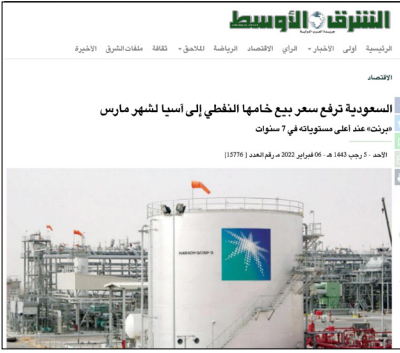 الشرق الأوسط
الرئيسية أولى الأخبار الرأي الاقتصاد الرياضة الملاحق ثقافة ملفات الشرق الأخيرة
الاقتصاد
السعودية ترفع سعر بيع خامها النفطي إلى آسيا لشهر مارس
«برنت» عند أعلى مستوياته في 7 سنوات
الأحد - 5 رجب 1443 هـ - 06 فبراير 2022 مـ رقم العدد [15776]